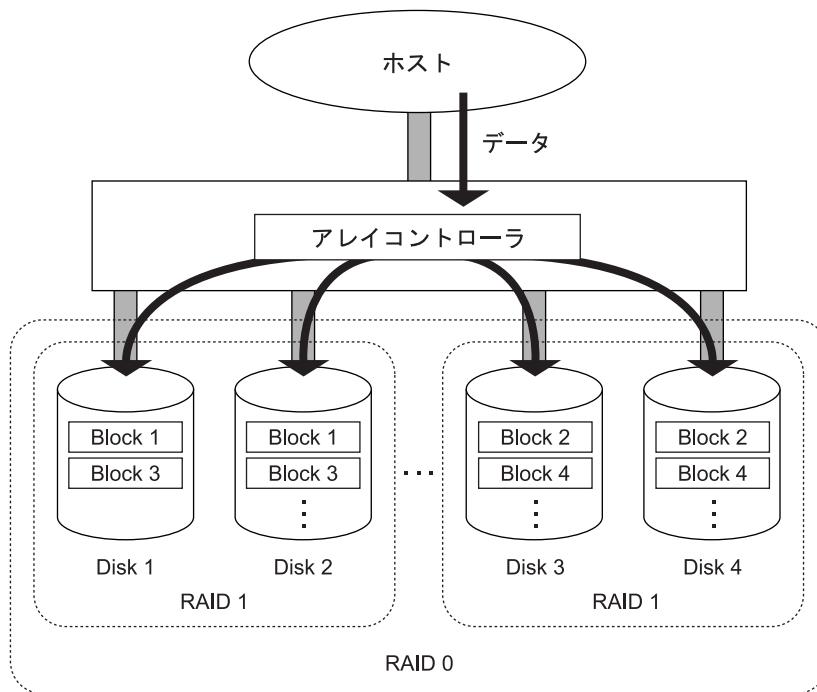 ホスト
データ
アレイコントローラ
Block 1
Block 3
Disk 1
Block 1
Block 3
⋮
Disk 2
RAID 1
…
Block 2
Block 4
⋮
Disk 3
Block 2
Block 4
⋮
Disk 4
RAID 1
RAID 0